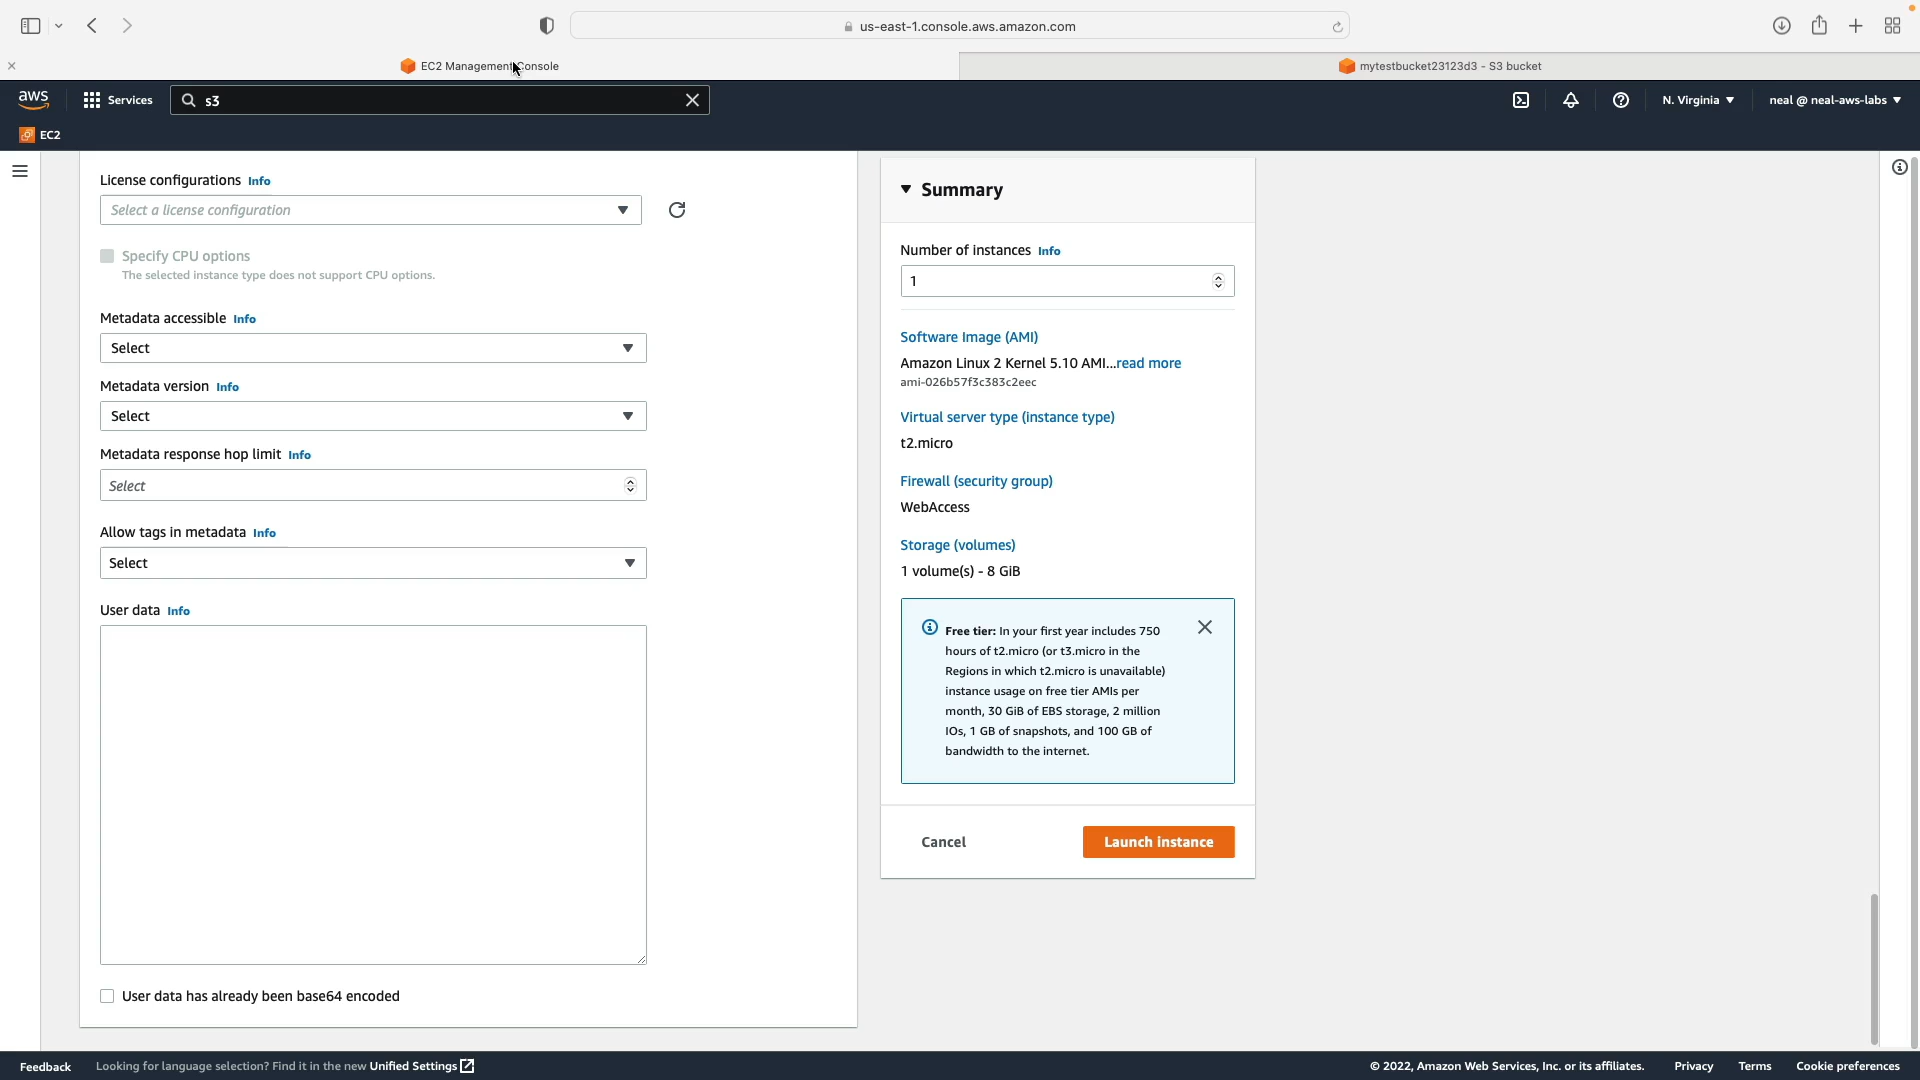 us-east-1.console.aws.amazon.com
EC2 Management Console
mytestbucket23123d3 - S3 bucket
aws
Services
s3
N. Virginia
neal @ neal-aws-labs
EC2
License configurations Info
Select a license configuration
Specify CPU options
The selected instance type does not support CPU options.
Metadata accessible Info
Select
Metadata version Info
Select
Metadata response hop limit Info
Select
Allow tags in metadata Info
Select
User data Info
User data has already been base64 encoded
Summary
Number of instances Info
1
Software Image (AMI)
Amazon Linux 2 Kernel 5.10 AMI...read more
ami-026b57f3c383c2eec
Virtual server type (instance type)
t2.micro
Firewall (security group)
WebAccess
Storage (volumes)
1 volume(s) - 8 GiB
Free tier: In your first year includes 750
hours of t2.micro (or t3.micro in the
Regions in which t2.micro is unavailable)
instance usage on free tier AMIs per
month, 30 GiB of EBS storage, 2 million
IOs, 1 GB of snapshots, and 100 GB of
bandwidth to the internet.
Cancel
Launch instance
Feedback
Looking for language selection? Find it in the new Unified Settings
© 2022, Amazon Web Services, Inc. or its affiliates.
Privacy
Terms
Cookie preferences